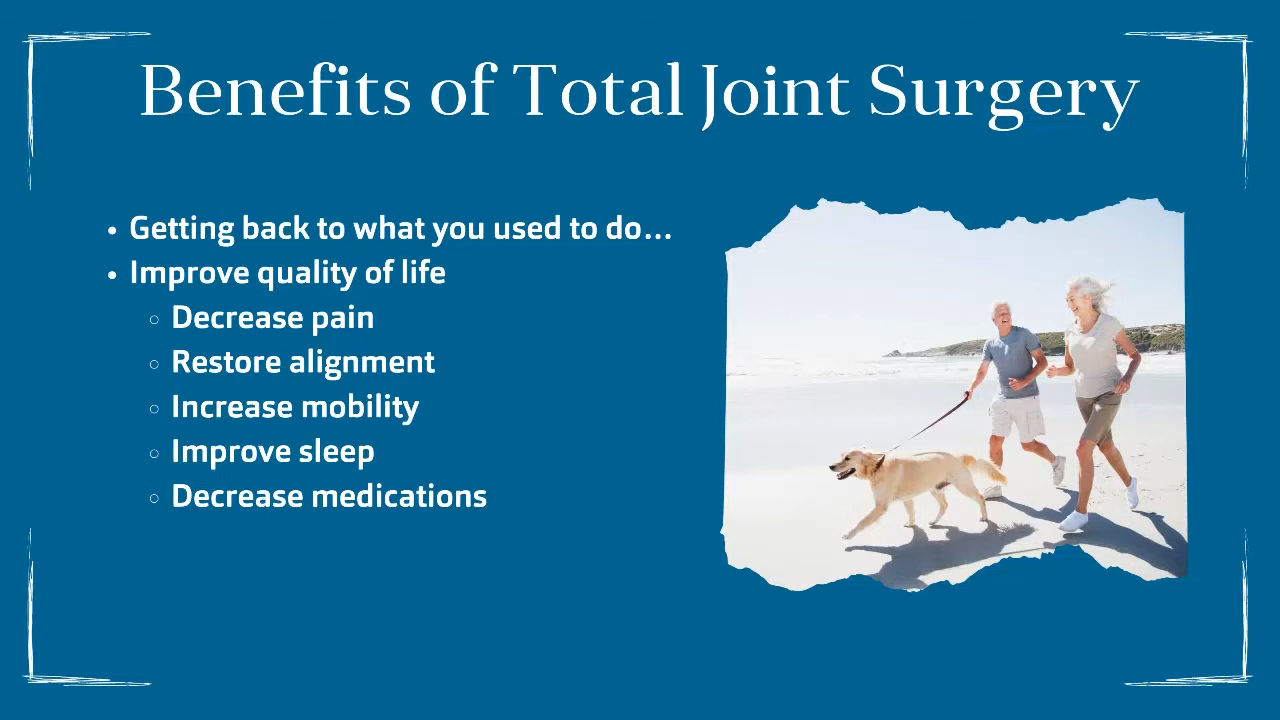 Benefits of Total Joint Surgery
• Getting back to what you used to do...
• Improve quality of life
○ Decrease pain
○ Restore alignment
○ Increase mobility
○ Improve sleep
○ Decrease medications